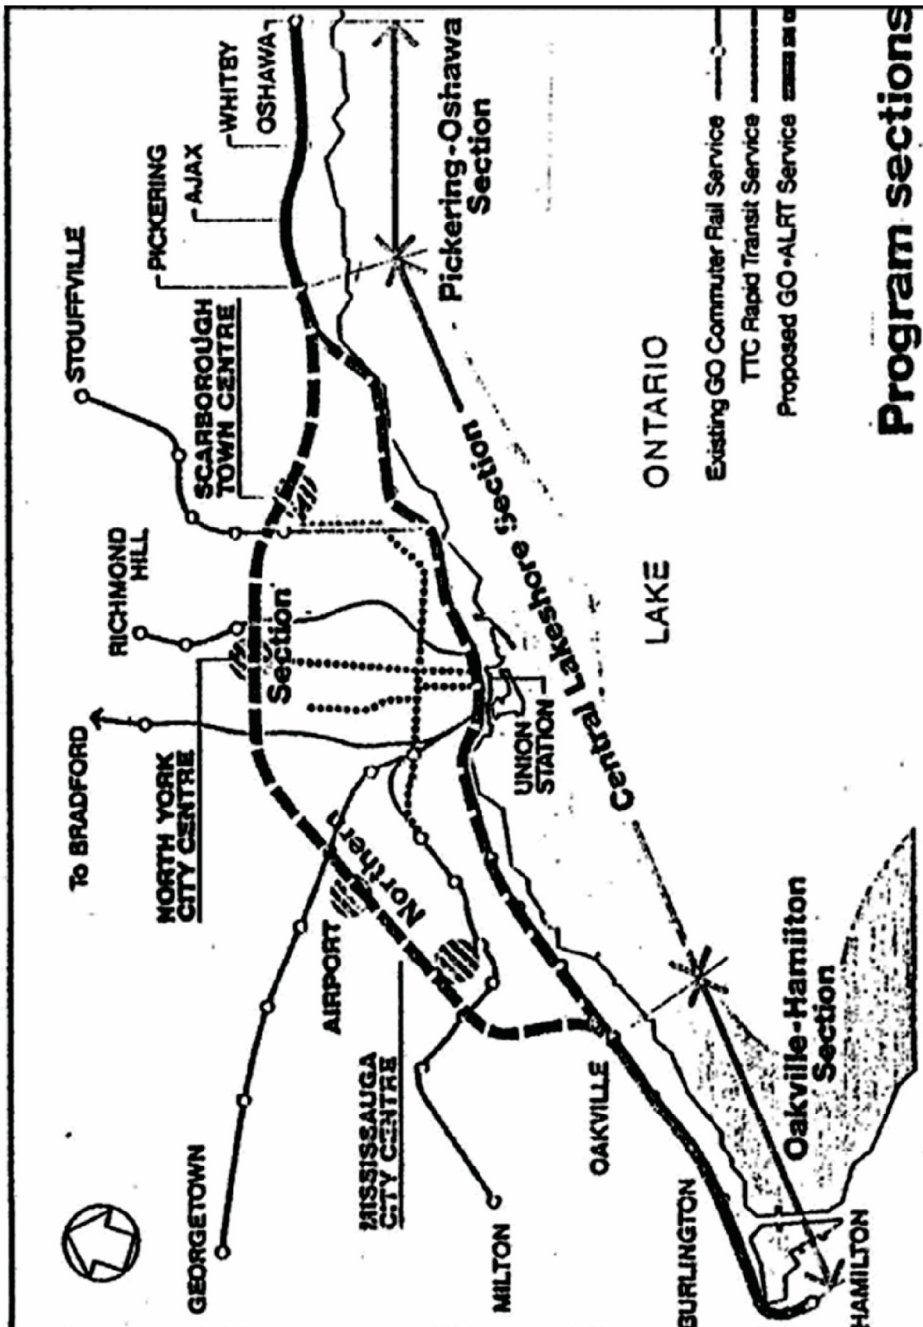 To BRADFORD
RICHMOND
HILL
STOUFFVILLE
GEORGETOWN
NORTH YORK
CITY CENTRE
SCARBOROUGH
TOWN CENTRE
PICKERING
AJAX
WHITBY
OSHAWA
AIRPORT
Northern
Section
MISSISSAUGA
CITY CENTRE
MILTON
UNION
STATION
OAKVILLE
BURLINGTON
HAMILTON
Pickering-Oshawa
Section
Central Lakeshore Section
Oakville-Hamilton
Section
LAKE ONTARIO
Existing GO Commuter Rail Service
TTC Rapid Transit Service
Proposed GO-ALRT Service
Program sections